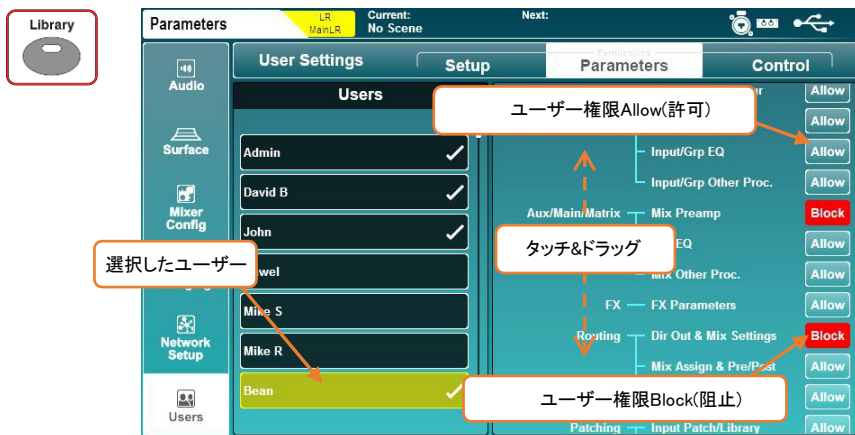 Library
Parameters
LR
MainLR
Current:
No Scene
Next:
Audio
Surface
Mixer
Config
Network
Setup
Users
User Settings
Setup
Permissions
Parameters
Control
Users
Admin
David B
John
Mike S
Mike R
Bean
選択したユーザー
ユーザー権限Allow(許可)
タッチ&ドラッグ
ユーザー権限Block(阻止)
Allow
Allow
Input/Grp EQ
Allow
Input/Grp Other Proc.
Allow
Aux/Main/Matrix
Mix Preamp
Block
EQ
Allow
Mix Other Proc.
Allow
FX
FX Parameters
Allow
Routing
Dir Out & Mix Settings
Block
Mix Assign & Pre/Post
Allow
Allow
Patching
Input Patch/Library
Allow